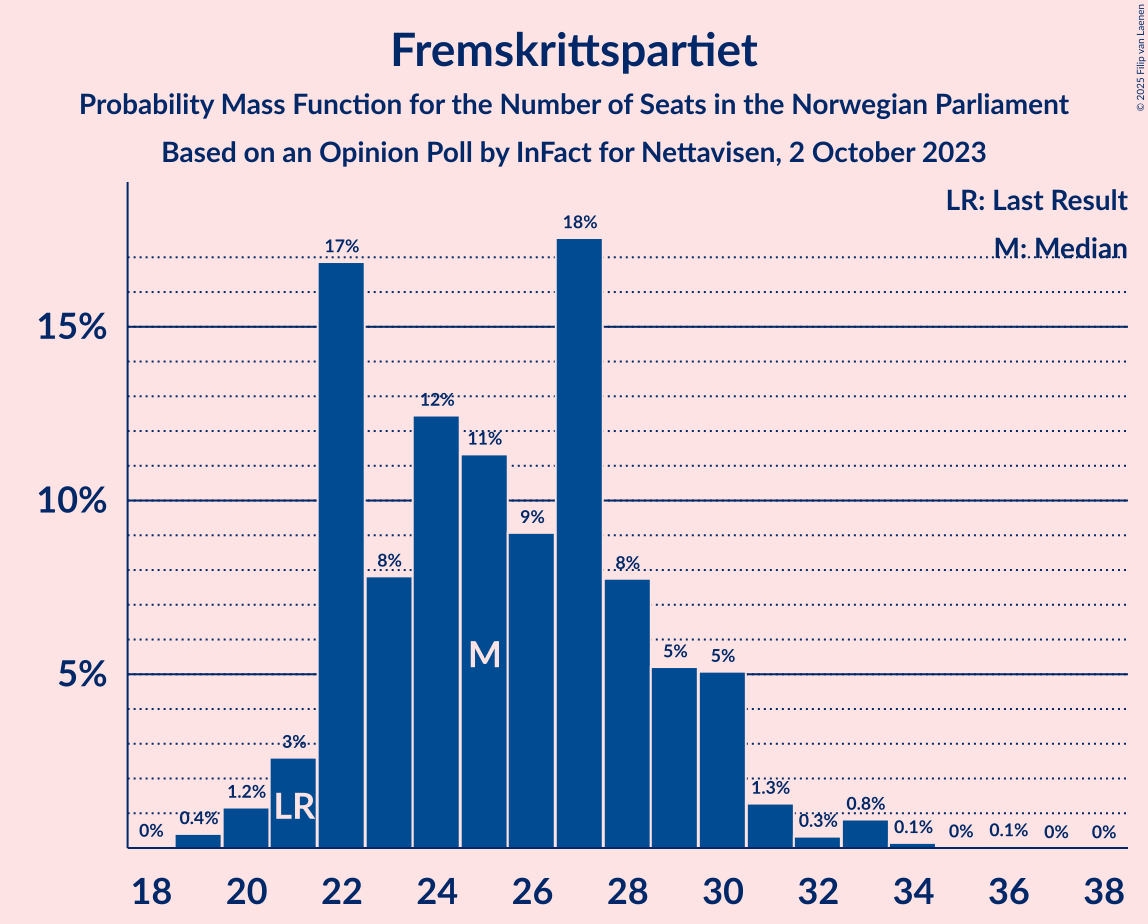 Fremskrittspartiet
Probability Mass Function for the Number of Seats in the Norwegian Parliament
Based on an Opinion Poll by InFact for Nettavisen, 2 October 2023
© 2025 Filip van Laenen
LR: Last Result
M: Median
15%
10%
5%
0%
0.4%
1.2%
3%
17%
8%
12%
11%
9%
18%
8%
5%
5%
1.3%
0.3%
0.8%
0.1%
0%
0.1%
0%
0%
LR
M
18 20 22 24 26 28 30 32 34 36 38